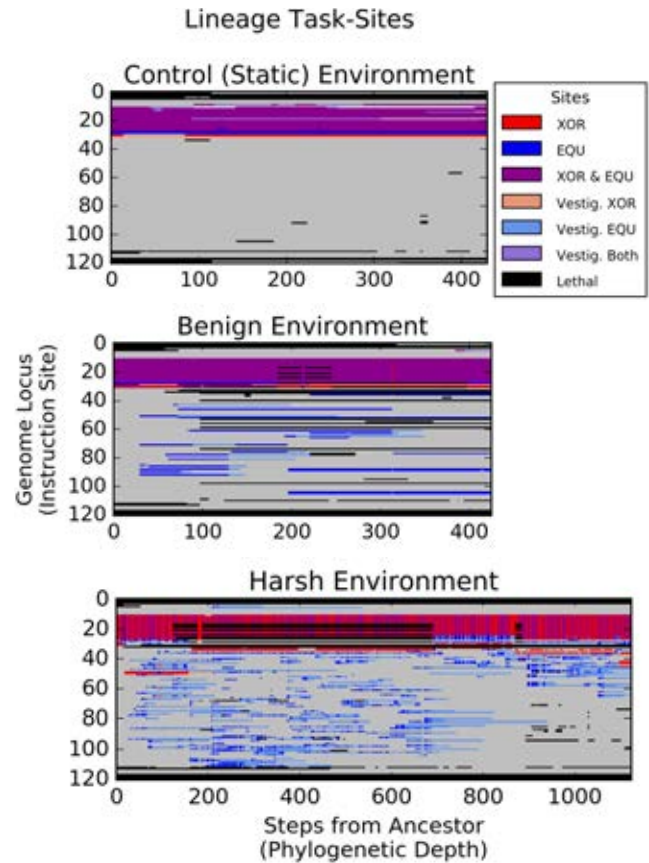 Lineage Task-Sites
Control (Static) Environment
0
20
40
60
80
100
120
0 100 200 300 400
Sites
XOR
EQU
XOR & EQU
Vestig. XOR
Vestig. EQU
Vestig. Both
Lethal
Benign Environment
Genome Locus
(Instruction Site)
0
20
40
60
80
100
120
0 100 200 300 400
Harsh Environment
0
20
40
60
80
100
120
0 200 400 600 800 1000
Steps from Ancestor
(Phylogenetic Depth)